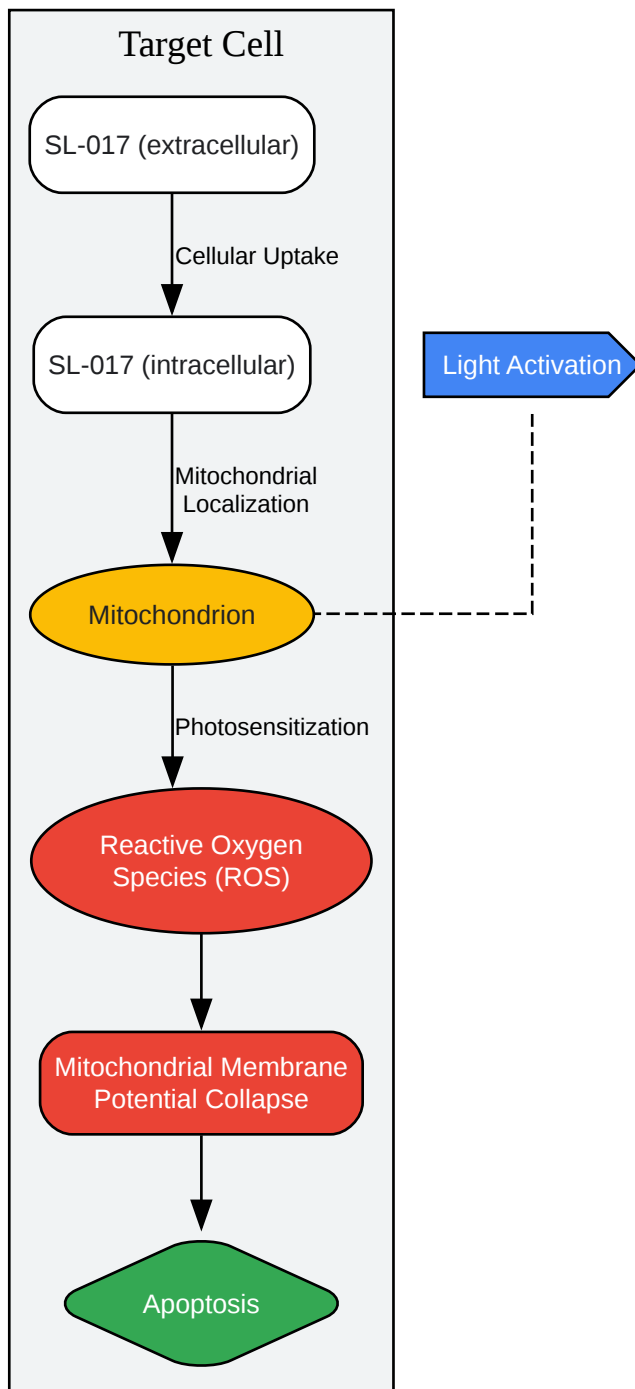 Target Cell
SL-017 (extracellular)
Cellular Uptake
SL-017 (intracellular)
Light Activation
Mitochondrial
Localization
Mitochondrion
Photosensitization
Reactive Oxygen
Species (ROS)
Mitochondrial Membrane
Potential Collapse
Apoptosis